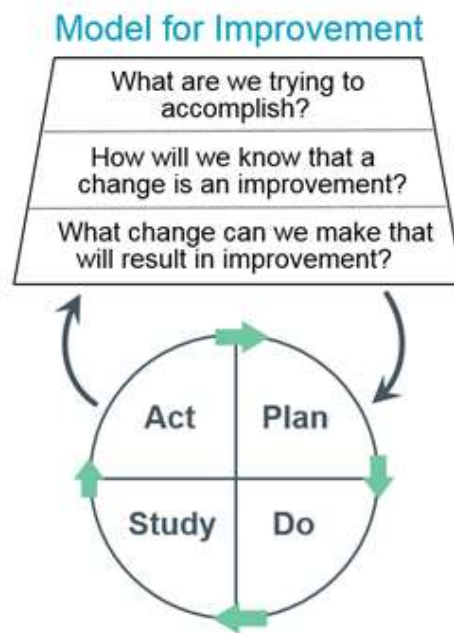 Model for Improvement
What are we trying to
accomplish?
How will we know that a
change is an improvement?
What change can we make that
will result in improvement?
Act
Plan
Study
Do